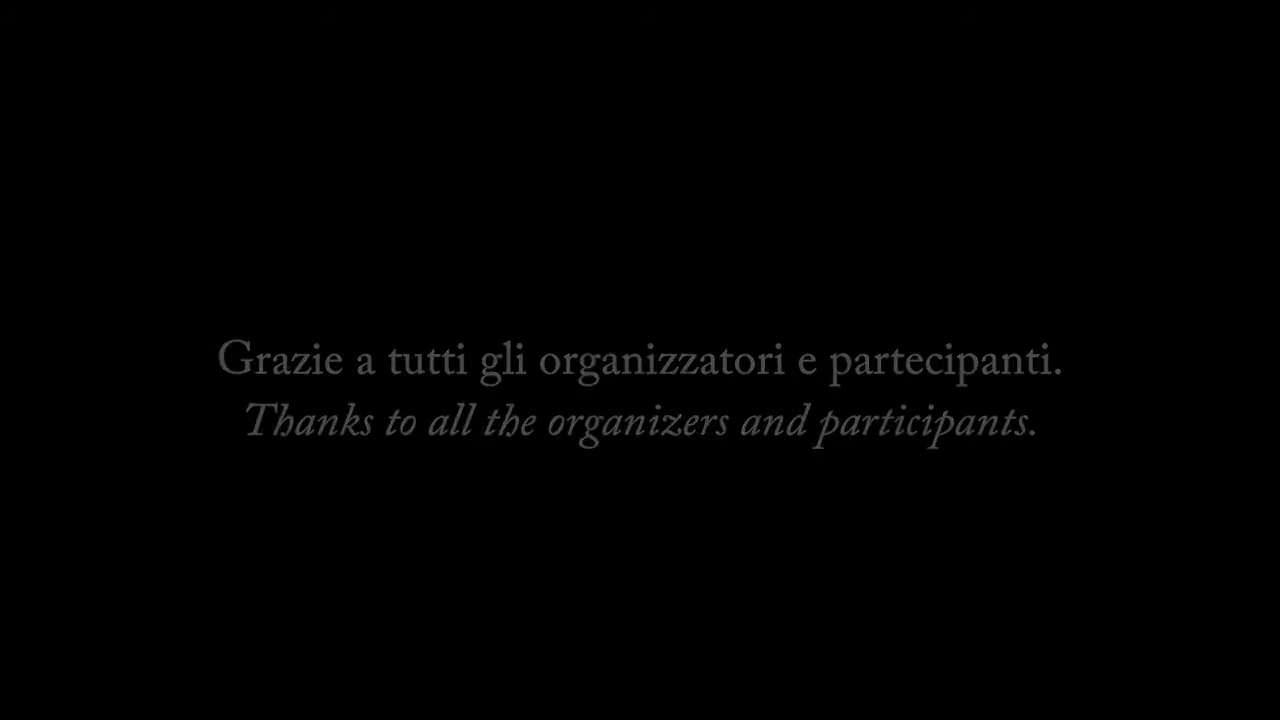 Grazie a tutti gli organizzatori e partecipanti.
Thanks to all the organizers and participants.